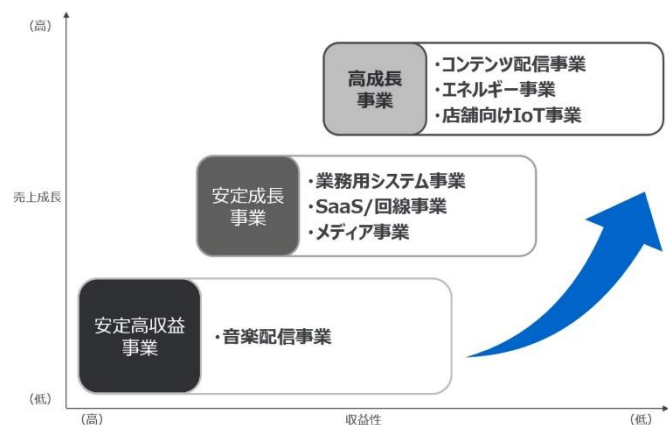 （高）
高成長
事業
・コンテンツ配信事業
・エネルギー事業
・店舗向けIoT事業
売上成長
安定成長
事業
・業務用システム事業
・SaaS/回線事業
・メディア事業
安定高収益
事業
・音楽配信事業
（低）
（高）
収益性
（低）